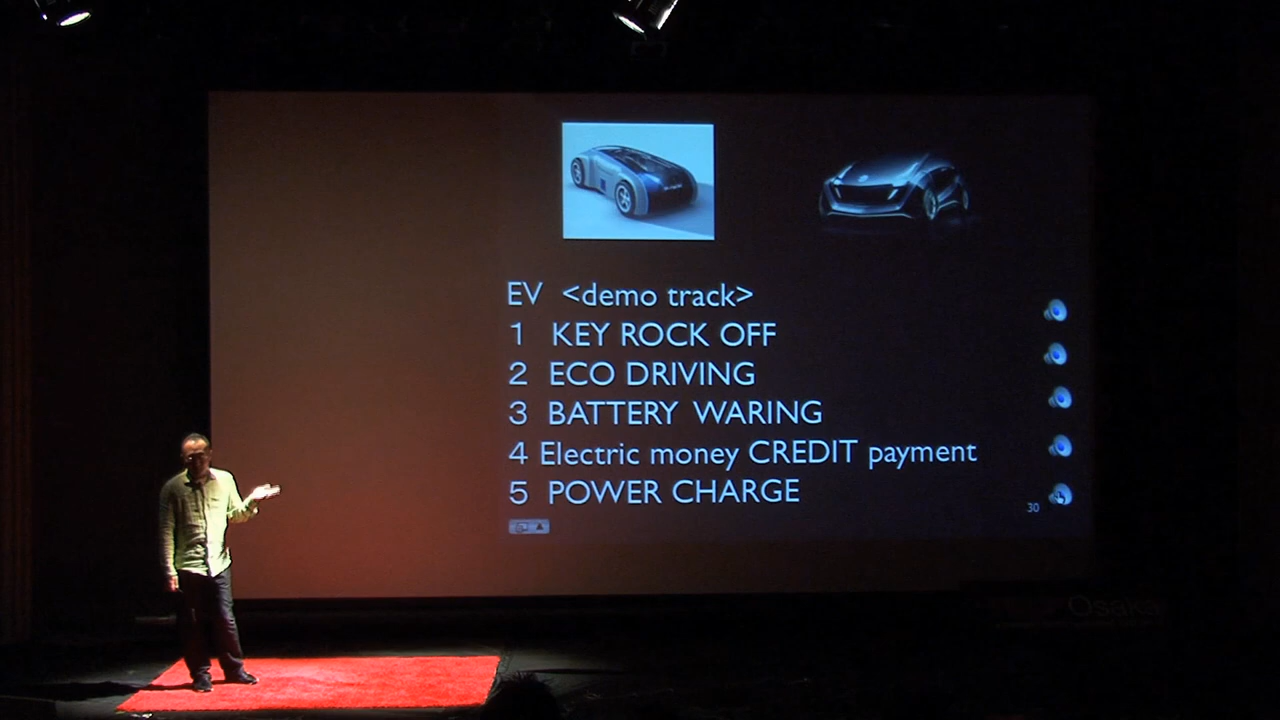 EV <demo track>
1 KEY ROCK OFF
2 ECO DRIVING
3 BATTERY WARING
4 Electric money CREDIT payment
5 POWER CHARGE
30
Osaka